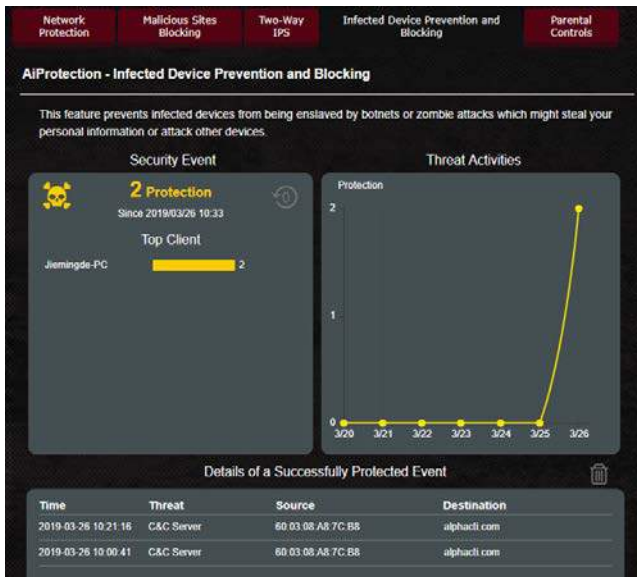 Network Protection
Malicious Sites Blocking
Two-Way IPS
Infected Device Prevention and Blocking
Parental Controls
AiProtection - Infected Device Prevention and Blocking
This feature prevents infected devices from being enslaved by botnets or zombie attacks which might steal your
personal information or attack other devices.
Security Event
2 Protection
Since 2019/03/26 10:33
0
Top Client
Jiemingde-PC 2
Threat Activities
Protection
2
1
0
3/20 3/21 3/22 3/23 3/24 3/25 3/26
Details of a Successfully Protected Event
Time Threat Source Destination
2019-03-26 10:21:16 C&C Server 60:03:08:A8:7C:B8 alphacti.com
2019-03-26 10:00:41 C&C Server 60:03:08:A8:7C:B8 alphacti.com